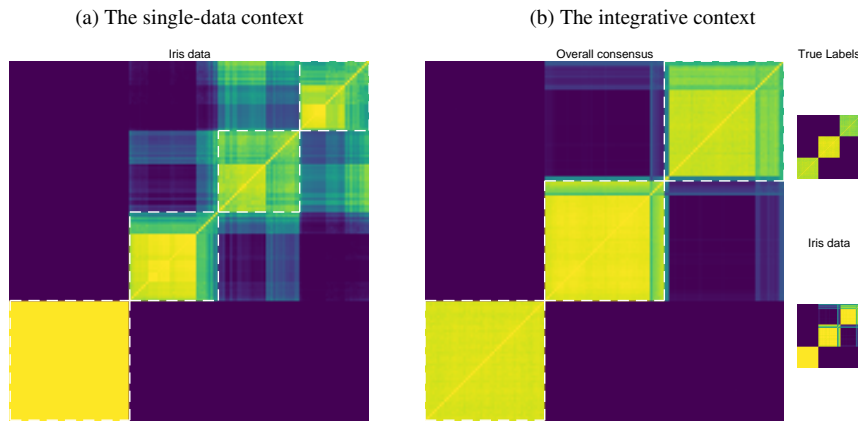 (a) The single-data context
(b) The integrative context
Iris data
Overall consensus
True Labels
Iris data